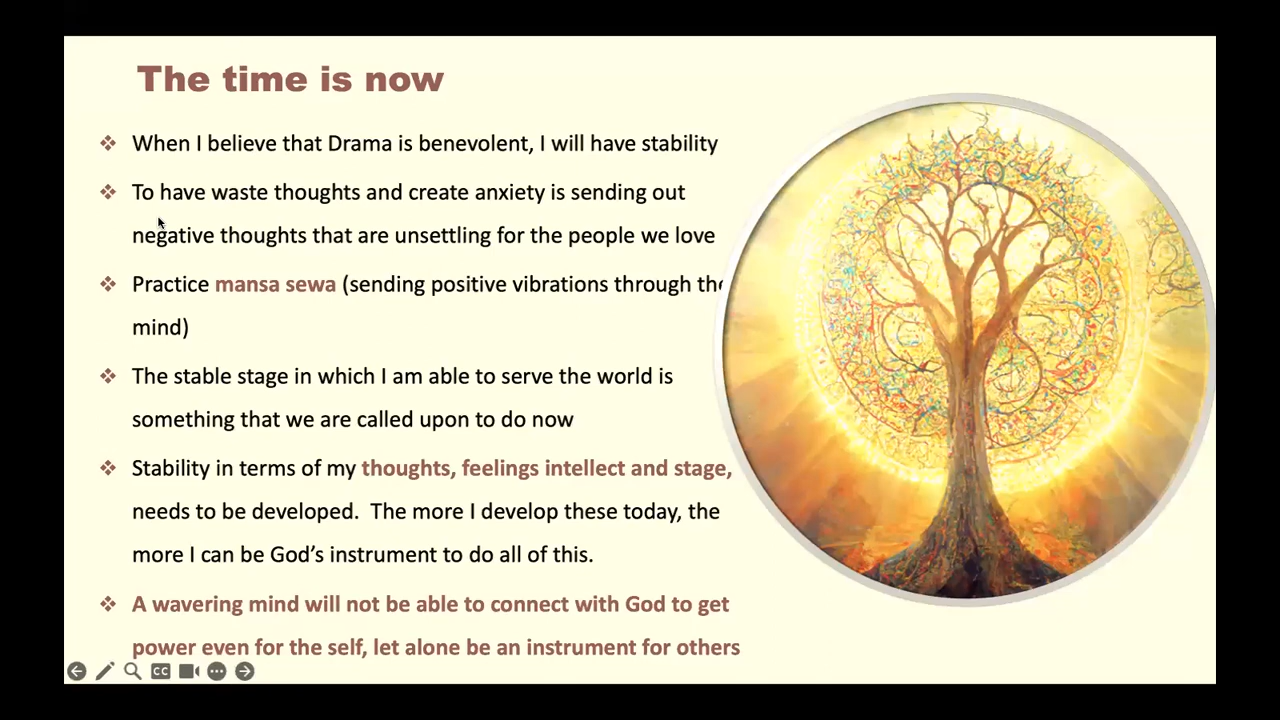 The time is now
When I believe that Drama is benevolent, I will have stability
To have waste thoughts and create anxiety is sending out
negative thoughts that are unsettling for the people we love
Practice mansa sewa (sending positive vibrations through the
mind)
The stable stage in which I am able to serve the world is
something that we are called upon to do now
Stability in terms of my thoughts, feelings intellect and stage,
needs to be developed.  The more I develop these today, the
more I can be God’s instrument to do all of this.
A wavering mind will not be able to connect with God to get
power even for the self, let alone be an instrument for others
CC